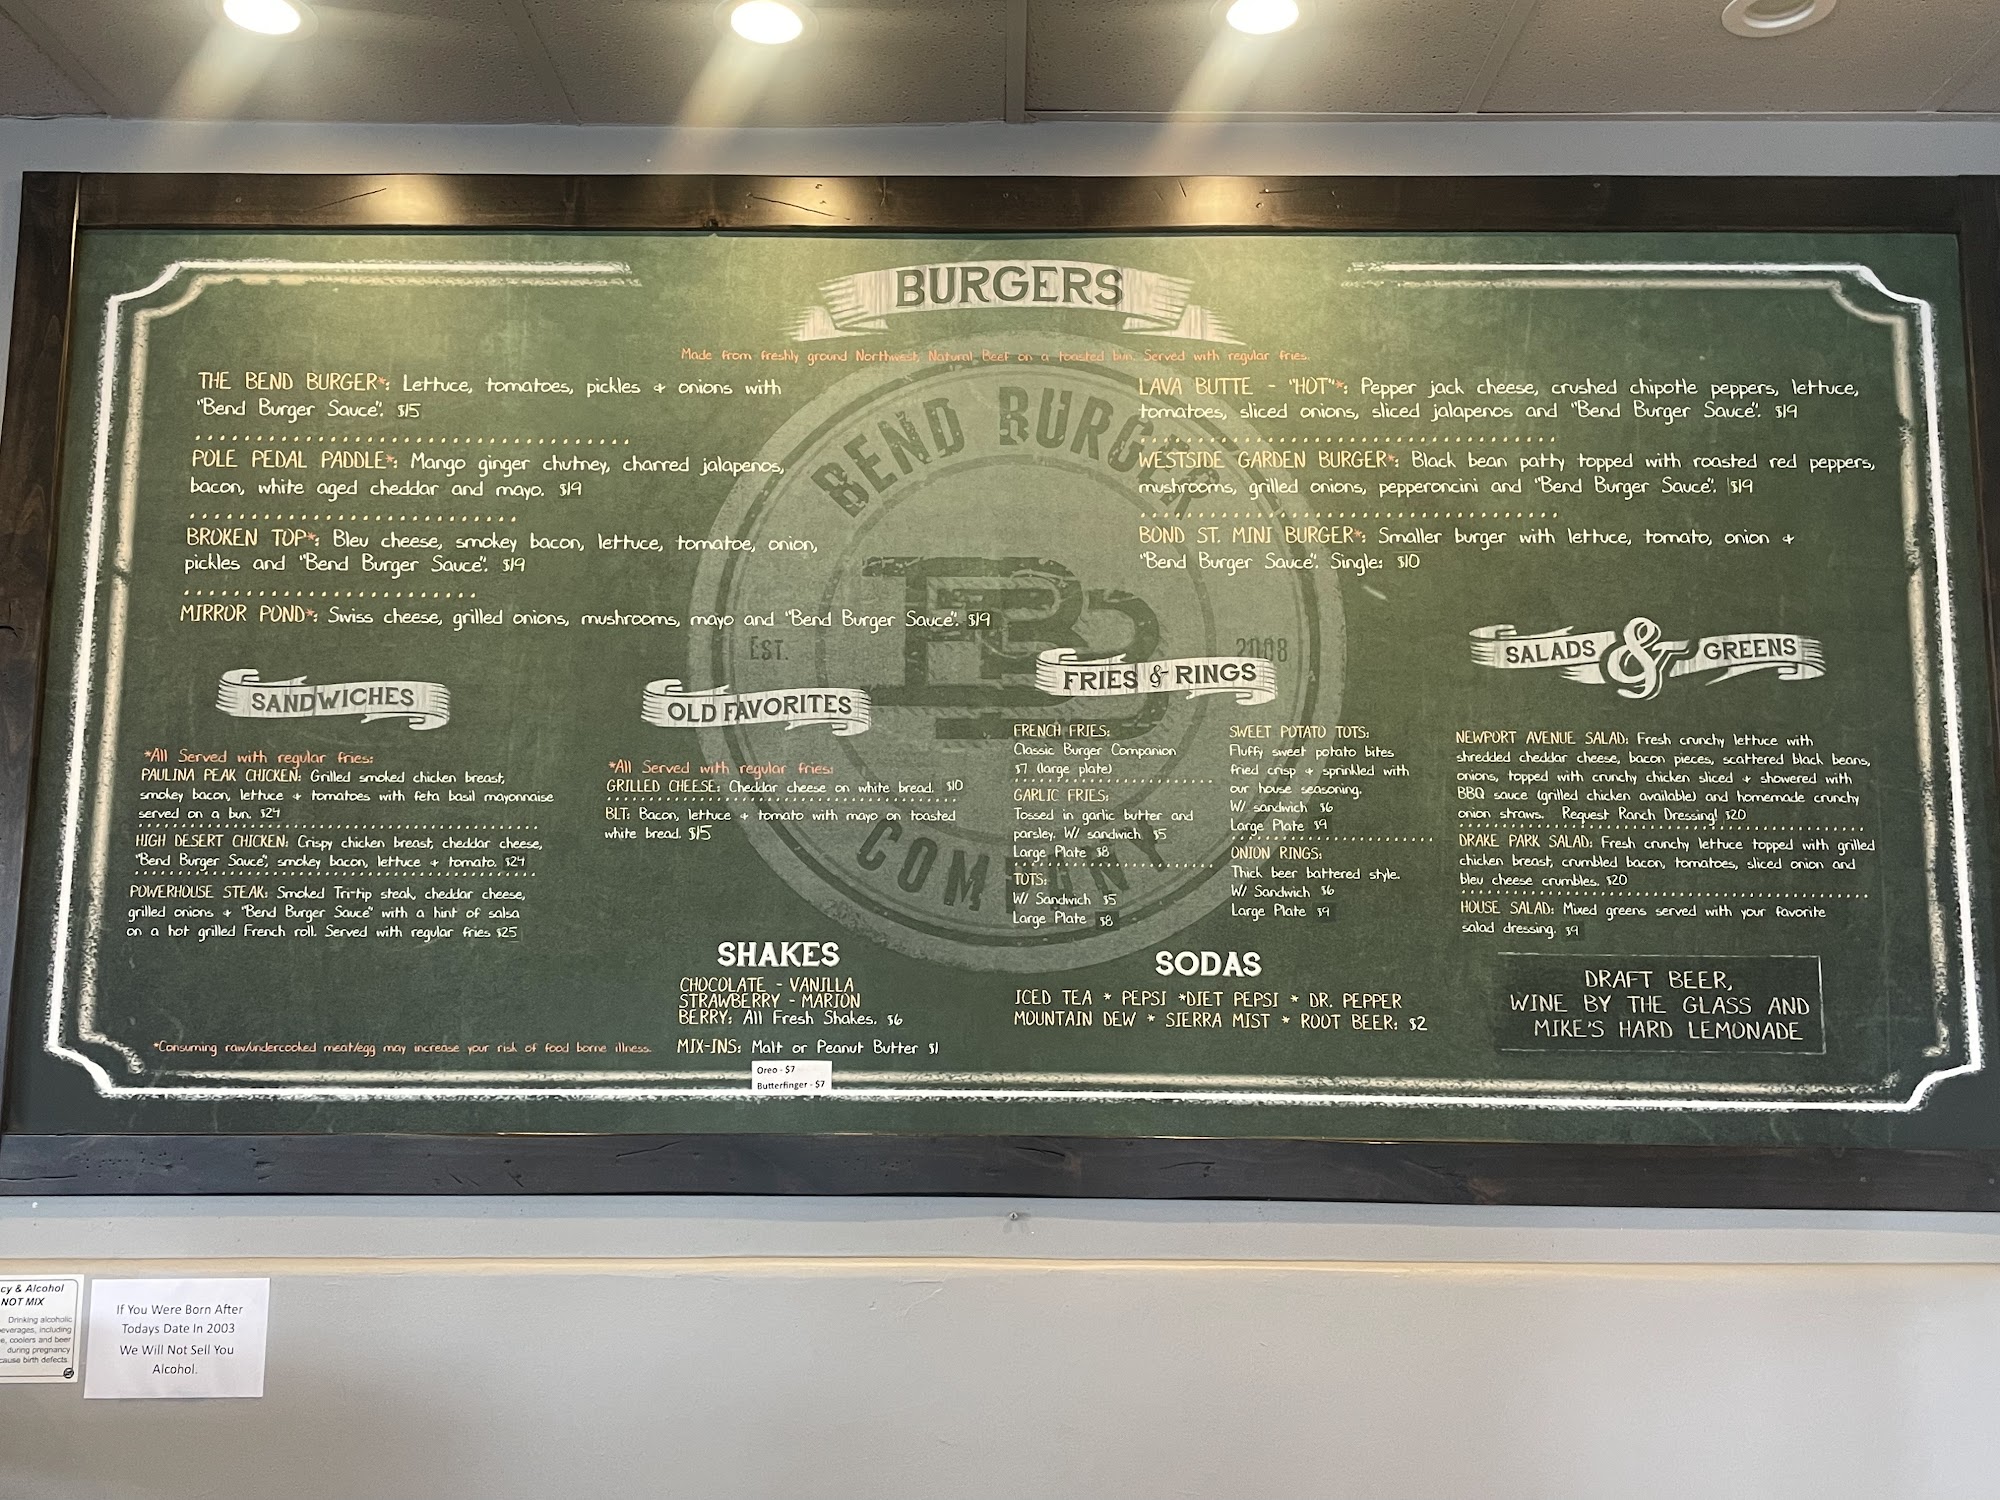 BURGERS
Made from freshly ground Northwest, Natural Beef on a toasted bun. Served with regular fries.
THE BEND BURGER*: Lettuce, tomatoes, pickles + onions with
"Bend Burger Sauce". $15
POLE PEDAL PADDLE*: Mango ginger chutney, charred jalapenos,
bacon, white aged cheddar and mayo. $19
BROKEN TOP*: Bleu cheese, smokey bacon, lettuce, tomatoe, onion,
pickles and "Bend Burger Sauce". $19
MIRROR POND*: Swiss cheese, grilled onions, mushrooms, mayo and "Bend Burger Sauce". $19
LAVA BUTTE - "HOT"*: Pepper jack cheese, crushed chipotle peppers, lettuce,
tomatoes, sliced onions, sliced jalapenos and "Bend Burger Sauce". $19
WESTSIDE GARDEN BURGER*: Black bean patty topped with roasted red peppers,
mushrooms, grilled onions, pepperoncini and "Bend Burger Sauce". $19
BOND ST. MINI BURGER*: Smaller burger with lettuce, tomato, onion +
"Bend Burger Sauce". Single: $10
BEND BURGER
EST. 2008
COMPANY
SANDWICHES
*All Served with regular fries:
PAULINA PEAK CHICKEN: Grilled smoked chicken breast,
smokey bacon, lettuce + tomatoes with feta basil mayonnaise
served on a bun. $24
HIGH DESERT CHICKEN: Crispy chicken breast, cheddar cheese,
"Bend Burger Sauce", smokey bacon, lettuce + tomato. $24
POWERHOUSE STEAK: Smoked Tri-tip steak, cheddar cheese,
grilled onions + "Bend Burger Sauce" with a hint of salsa
on a hot grilled French roll. Served with regular fries $25
*Consuming raw/undercooked meat/egg may increase your risk of food borne illness.
OLD FAVORITES
*All Served with regular fries:
GRILLED CHEESE: Cheddar cheese on white bread. $10
BLT: Bacon, lettuce + tomato with mayo on toasted
white bread. $15
FRIES & RINGS
FRENCH FRIES:
Classic Burger Companion
$7 (large plate)
GARLIC FRIES:
Tossed in garlic butter and
parsley. W/ sandwich $5
Large Plate $8
TOTS:
W/ Sandwich $5
Large Plate $8
SWEET POTATO TOTS:
Fluffy sweet potato bites
fried crisp + sprinkled with
our house seasoning.
W/ sandwich $6
Large Plate $9
ONION RINGS:
Thick beer battered style.
W/ Sandwich $6
Large Plate $9
SALADS & GREENS
NEWPORT AVENUE SALAD: Fresh crunchy lettuce with
shredded cheddar cheese, bacon pieces, scattered black beans,
onions, topped with crunchy chicken sliced + showered with
BBQ sauce (grilled chicken available) and homemade crunchy
onion straws. Request Ranch Dressing! $20
DRAKE PARK SALAD: Fresh crunchy lettuce topped with grilled
chicken breast, crumbled bacon, tomatoes, sliced onion and
bleu cheese crumbles. $20
HOUSE SALAD: Mixed greens served with your favorite
salad dressing. $9
SHAKES
CHOCOLATE - VANILLA
STRAWBERRY - MARION
BERRY: All Fresh Shakes. $6
MIX-INS: Malt or Peanut Butter $1
Oreo - $7
Butterfinger - $7
SODAS
ICED TEA * PEPSI *DIET PEPSI * DR. PEPPER
MOUNTAIN DEW * SIERRA MIST * ROOT BEER: $2
DRAFT BEER,
WINE BY THE GLASS AND
MIKE'S HARD LEMONADE
cy & Alcohol
NOT MIX
Drinking alcoholic
everages, including
e, coolers and beer
during pregnancy
cause birth defects.
If You Were Born After
Todays Date In 2003
We Will Not Sell You
Alcohol.